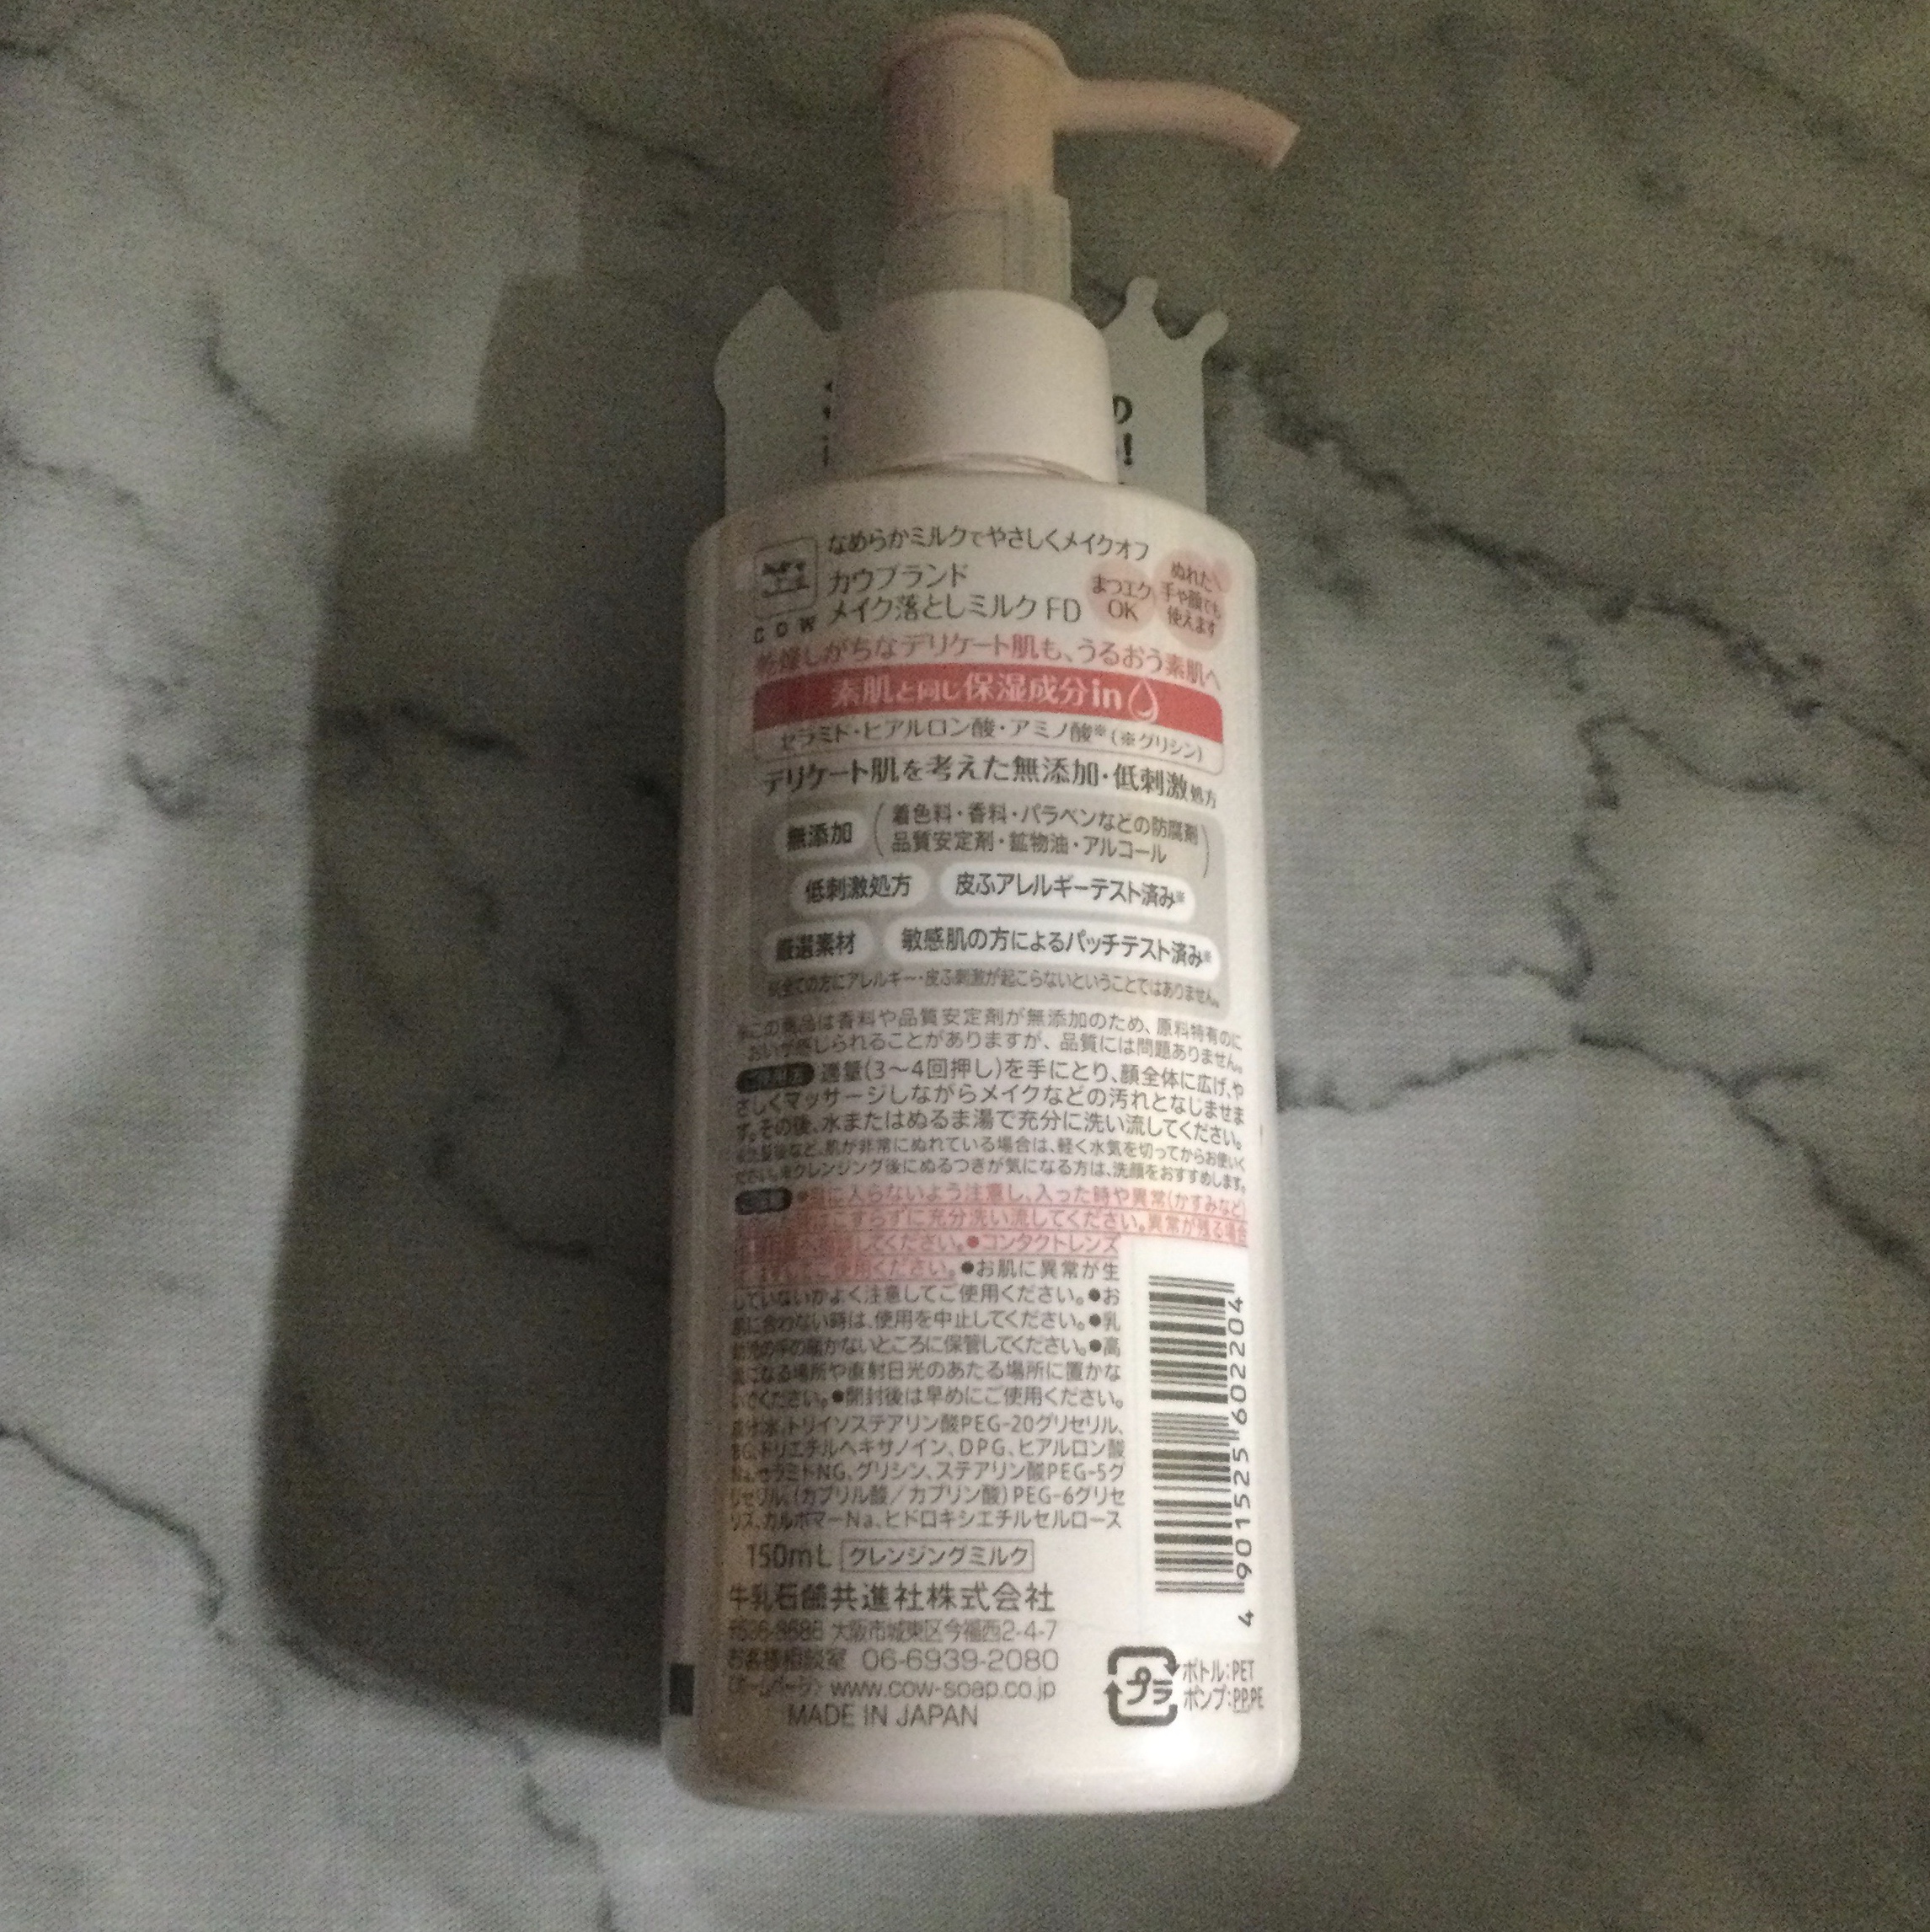 の
!
なめらかミルクでやさしくメイクオフ
カウブランド
メイク落としミルク FD
COW
まつエク
OK
ぬれた
手や顔でも
使えます
乾燥しがちなデリケート肌も、うるおう素肌へ
素肌と同じ保湿成分in
セラミド・ヒアルロン酸・アミノ酸※(※グリシン)
デリケート肌を考えた無添加・低刺激処方
無添加
着色料・香料・パラベンなどの防腐剤
品質安定剤・鉱物油・アルコール
低刺激処方 皮ふアレルギーテスト済み※
厳選素材 敏感肌の方によるパッチテスト済み※
※全ての方にアレルギー・皮ふ刺激が起こらないということではありません。
※この商品は香料や品質安定剤が無添加のため、原料特有のに
おいが感じられることがありますが、品質には問題ありません。
適量(3〜4回押し)を手にとり、顔全体に広げ、や
さしくマッサージしながらメイクなどの汚れとなじませま
す。その後、水またはぬるま湯で充分に洗い流してください。
など、肌が非常にぬれている場合は、軽く水気を切ってからお使いく
ださい。※クレンジング後にぬるつきが気になる方は、洗顔をおすすめします。
ご注意 ●目に入らないよう注意し、入った時や異常(かすみなど)
こすらずに充分洗い流してください。異常が残る場合
してください。●コンタクトレンズ
ご使用ください。●お肌に異常が生
していないかよく注意してご使用ください。●お
肌に合わない時は、使用を中止してください。●乳
幼児の手の届かないところに保管してください。●高
温になる場所や直射日光のあたる場所に置かな
いでください。●開封後は早めにご使用ください。
水、トリイソステアリン酸PEG-20グリセリル、
BG、トリエチルヘキサノイン、DPG、ヒアルロン酸
Na、セラミドNG、グリシン、ステアリン酸PEG-5グ
リセリル、(カプリル酸/カプリン酸)PEG-6グリセ
リズ、カルボマーNa、ヒドロキシエチルセルロース
150mL クレンジングミルク
牛乳石鹼共進社株式会社
〒536-8686 大阪市城東区今福西2-4-7
お客様相談室 06-6939-2080
〈ホームページ〉 www.cow-soap.co.jp
MADE IN JAPAN
4 901525 602204
プラ
ボトル:PET
ポンプ:PP,PE